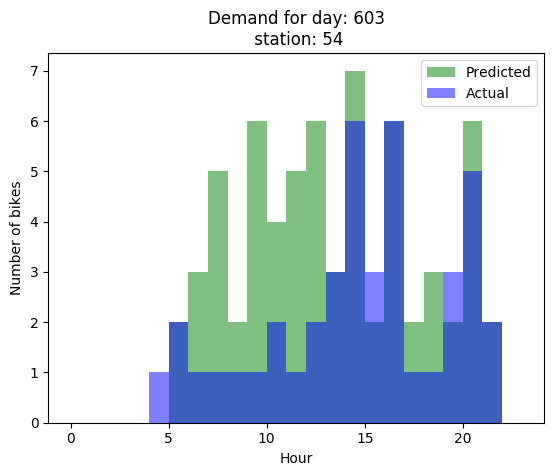 Demand for day: 603
station: 54
Predicted
Actual
Number of bikes
7
6
5
4
3
2
1
0
0 5 10 15 20
Hour